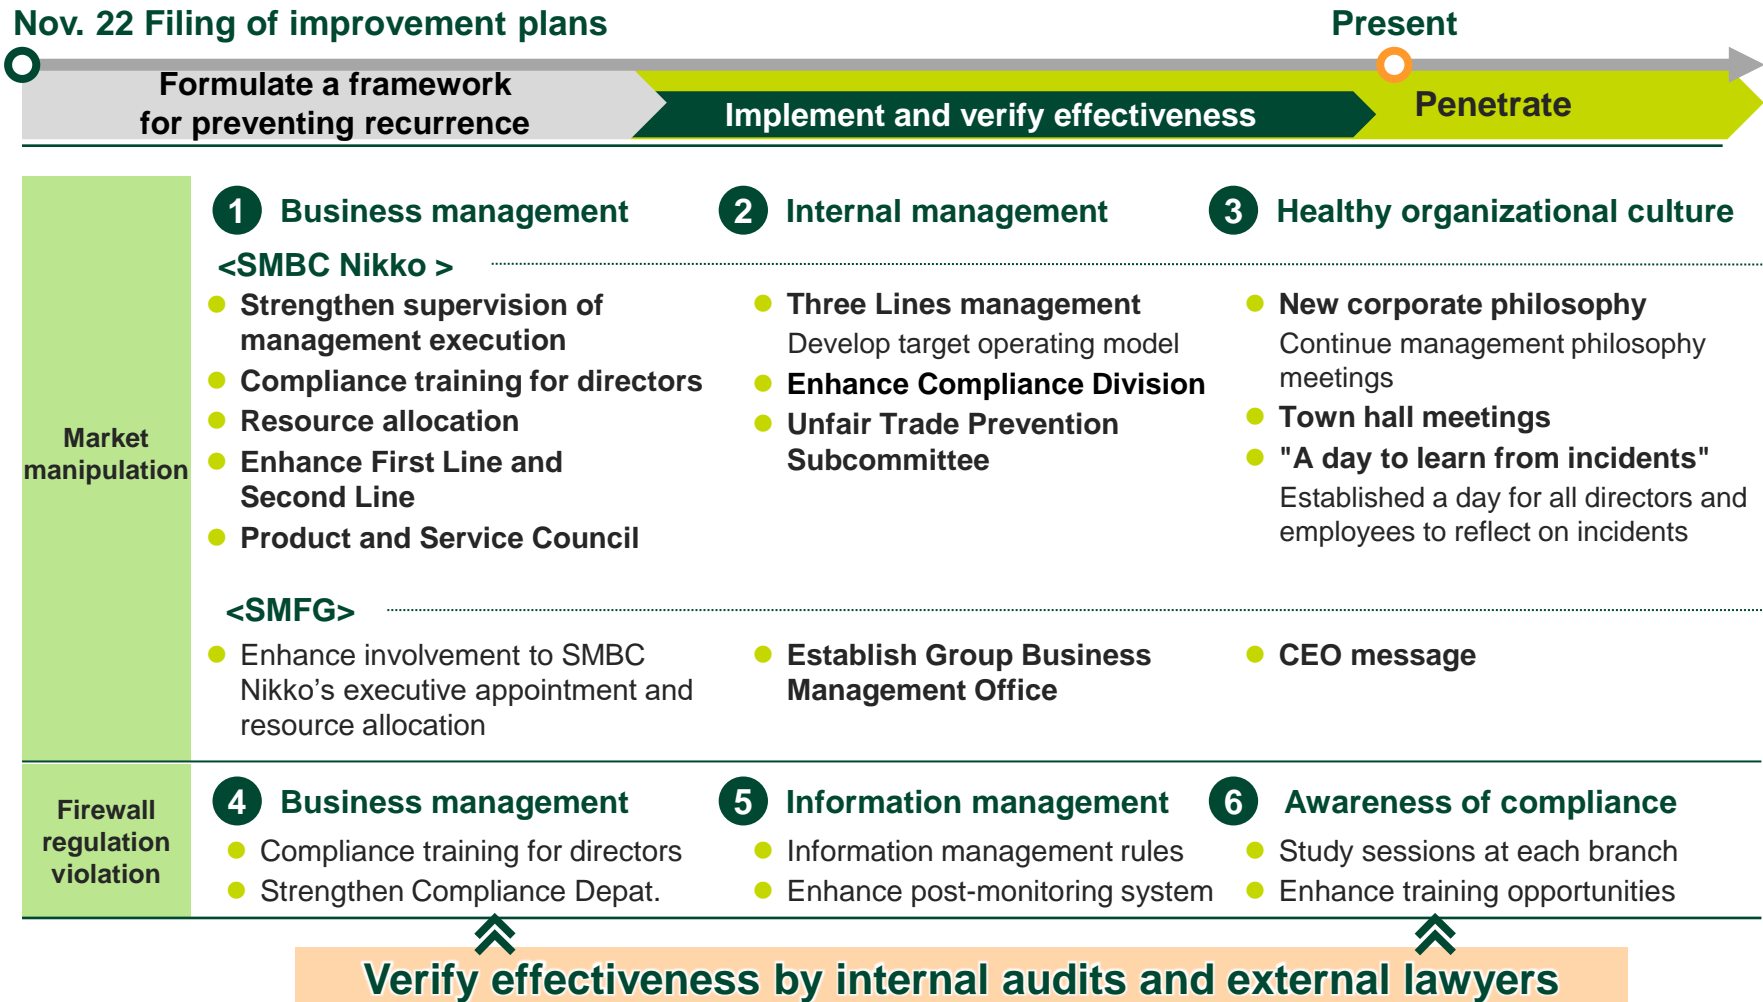 Nov. 22 Filing of improvement plans
Present
Formulate a framework
for preventing recurrence
Implement and verify effectiveness
Penetrate
Market
manipulation
1 Business management
2 Internal management
3 Healthy organizational culture
<SMBC Nikko >
● Strengthen supervision of
management execution
● Compliance training for directors
● Resource allocation
● Enhance First Line and
Second Line
● Product and Service Council
● Three Lines management
Develop target operating model
● Enhance Compliance Division
● Unfair Trade Prevention
Subcommittee
● New corporate philosophy
Continue management philosophy
meetings
● Town hall meetings
● "A day to learn from incidents"
Established a day for all directors and
employees to reflect on incidents
<SMFG>
● Enhance involvement to SMBC
Nikko’s executive appointment and
resource allocation
● Establish Group Business
Management Office
● CEO message
Firewall
regulation
violation
4 Business management
● Compliance training for directors
● Strengthen Compliance Depat.
5 Information management
● Information management rules
● Enhance post-monitoring system
6 Awareness of compliance
● Study sessions at each branch
● Enhance training opportunities
Verify effectiveness by internal audits and external lawyers